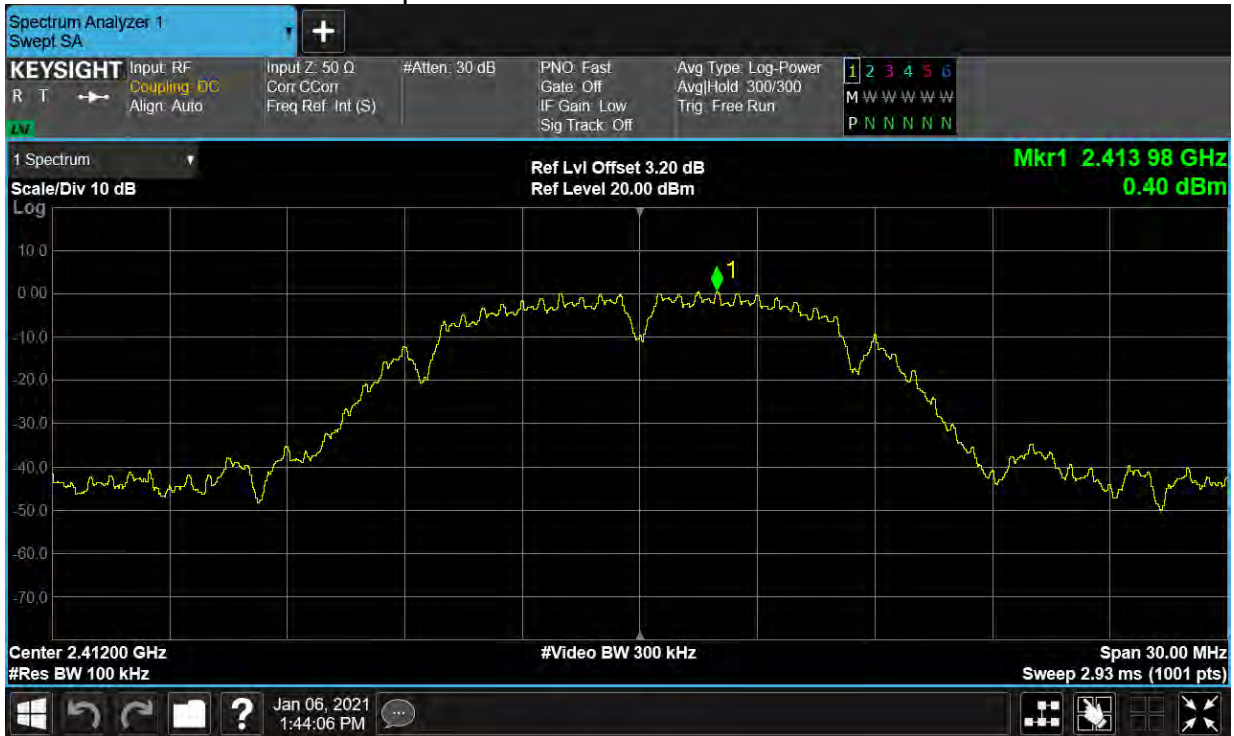 Spectrum Analyzer 1
Swept SA
KEYSIGHT
R T
LNI
Input: RF
Coupling: DC
Align: Auto
Input Z: 50 Ω
Corr CCorr
Freq Ref: Int (S)
#Atten: 30 dB
PNO: Fast
Gate: Off
IF Gain: Low
Sig Track: Off
Avg Type: Log-Power
Avg|Hold: 300/300
Trig: Free Run
1 2 3 4 5 6
M W W W W W
P N N N N N
1 Spectrum
Scale/Div 10 dB
Log
Ref Lvl Offset 3.20 dB
Ref Level 20.00 dBm
Mkr1 2.413 98 GHz
0.40 dBm
1
10.0
0.00
-10.0
-20.0
-30.0
-40.0
-50.0
-60.0
-70.0
Center 2.41200 GHz
#Res BW 100 kHz
#Video BW 300 kHz
Span 30.00 MHz
Sweep 2.93 ms (1001 pts)
?
Jan 06, 2021
1:44:06 PM